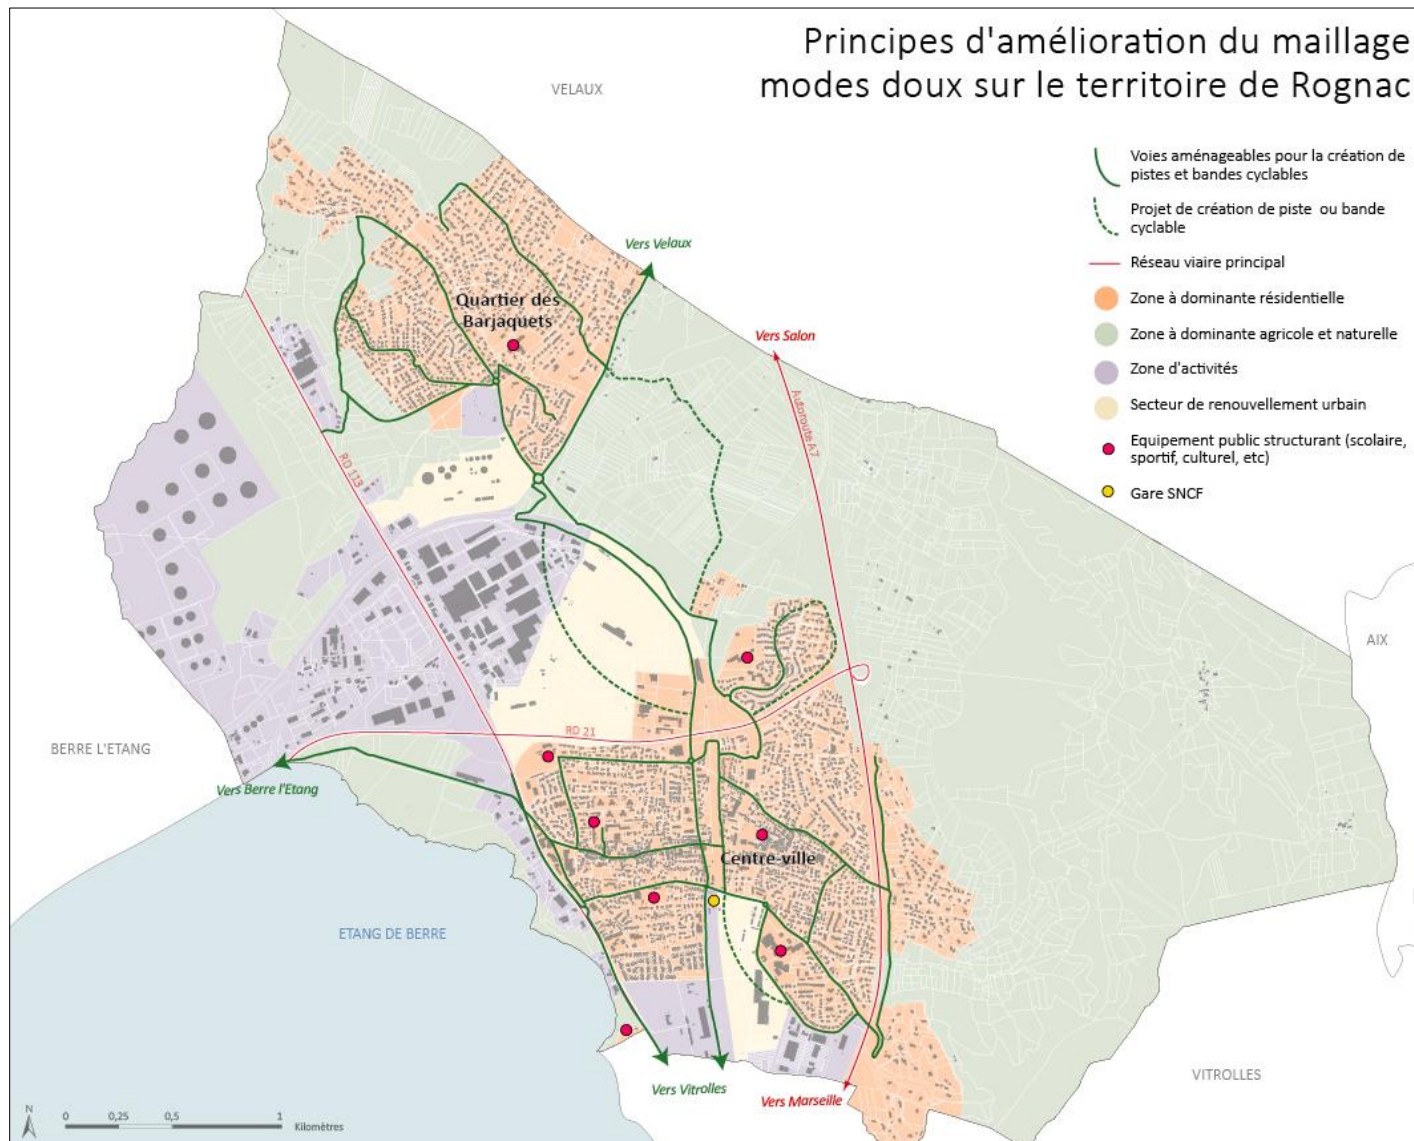 Principes d'amélioration du maillage
modes doux sur le territoire de Rognac
Voies aménageables pour la création de
pistes et bandes cyclables
Projet de création de piste ou bande
cyclable
Réseau viaire principal
Zone à dominante résidentielle
Zone à dominante agricole et naturelle
Zone d'activités
Secteur de renouvellement urbain
Equipement public structurant (scolaire,
sportif, culturel, etc)
Gare SNCF
VELAUX
Vers Velaux
Quartier des
Barjaquets
Vers Salon
Autoroute A7
RD 113
AIX
RD 21
BERRE L'ETANG
Vers Berre l'Etang
Centre-ville
ETANG DE BERRE
Vers Vitrolles
Vers Marseille
VITROLLES
N
0 0,25 0,5 1
Kilomètres